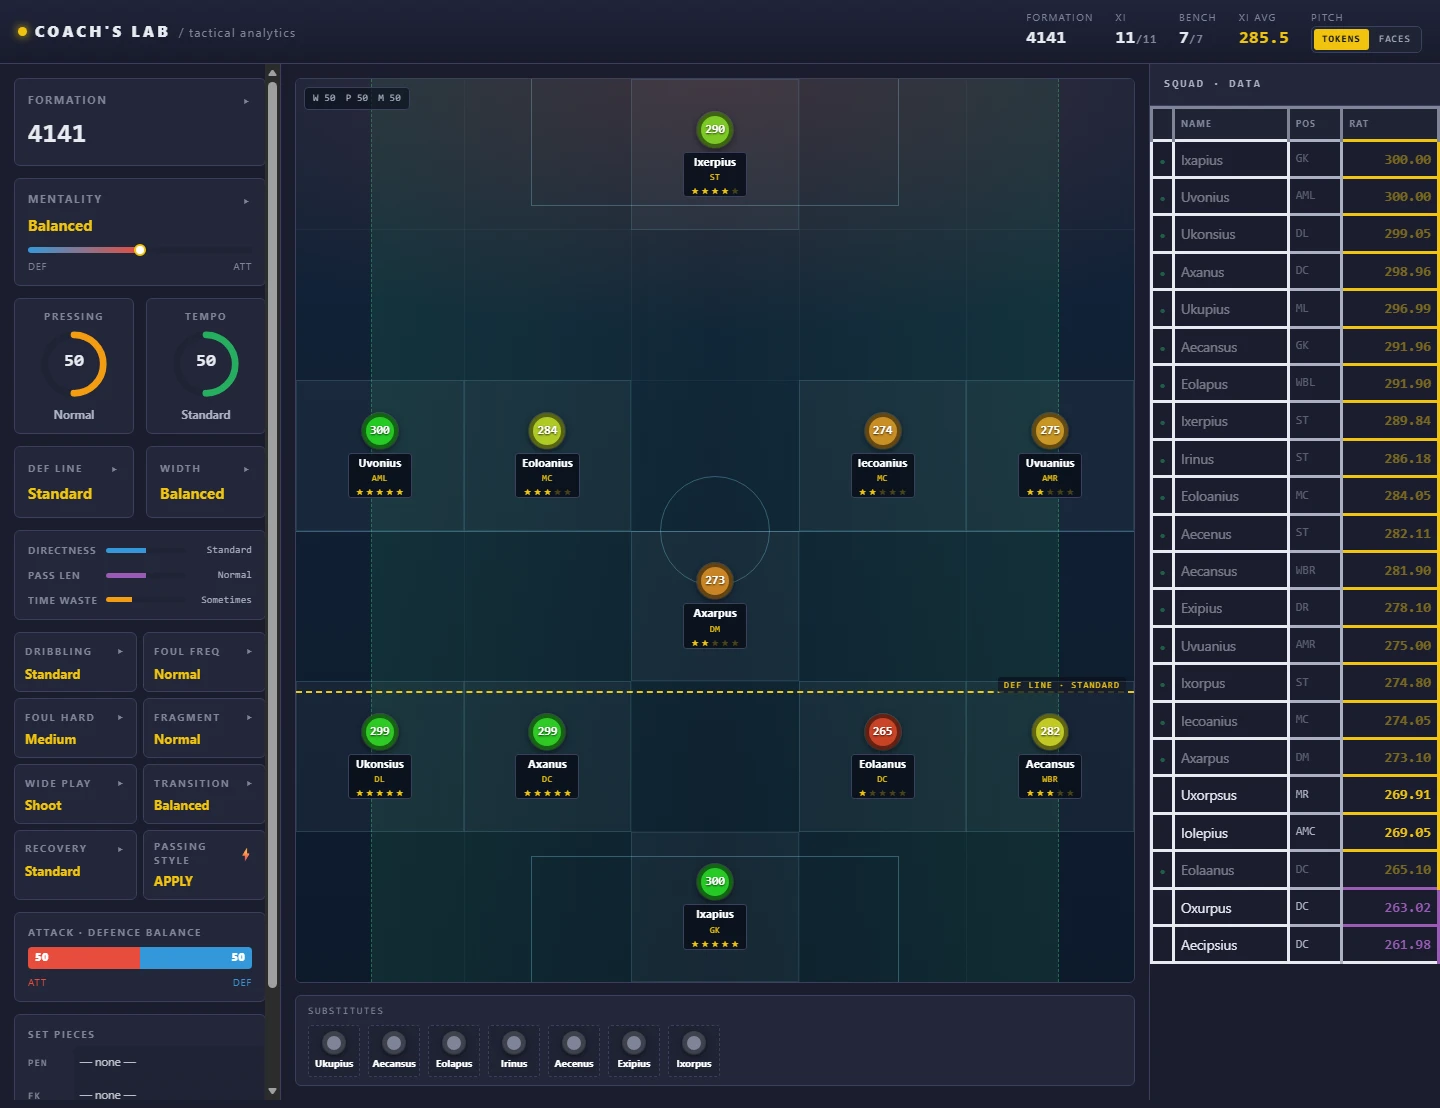 COACH'S LAB / tactical analytics
FORMATION
4141
XI
11/11
BENCH
7/7
XI AVG
285.5
PITCH
TOKENS FACES
FORMATION
4141
MENTALITY
Balanced
DEF ATT
PRESSING
50
Normal
TEMPO
50
Standard
DEF LINE
Standard
WIDTH
Balanced
DIRECTNESS Standard
PASS LEN Normal
TIME WASTE Sometimes
DRIBBLING
Standard
FOUL FREQ
Normal
FOUL HARD
Medium
FRAGMENT
Normal
WIDE PLAY
Shoot
TRANSITION
Balanced
RECOVERY
Standard
PASSING
STYLE
APPLY
ATTACK · DEFENCE BALANCE
50 50
ATT DEF
SET PIECES
PEN — none —
FK — none —
W 50 P 50 M 50
290
Ixerpius
ST
300
Uvonius
AML
284
Eoloanius
MC
274
Iecoanius
MC
275
Uvuanius
AMR
273
Axarpus
DM
DEF LINE · STANDARD
299
Ukonsius
DL
299
Axanus
DC
265
Eolaanus
DC
282
Aecansus
WBR
300
Ixapius
GK
SUBSTITUTES
Ukupius Aecansus Eolapus Irinus Aecenus Exipius Ixorpus
SQUAD · DATA
NAME POS RAT
Ixapius GK 300.00
Uvonius AML 300.00
Ukonsius DL 299.05
Axanus DC 298.96
Ukupius ML 296.99
Aecansus GK 291.96
Eolapus WBL 291.90
Ixerpius ST 289.84
Irinus ST 286.18
Eoloanius MC 284.05
Aecenus ST 282.11
Aecansus WBR 281.90
Exipius DR 278.10
Uvuanius AMR 275.00
Ixorpus ST 274.80
Iecoanius MC 274.05
Axarpus DM 273.10
Uxorpsus MR 269.91
Iolepius AMC 269.05
Eolaanus DC 265.10
Oxurpus DC 263.02
Aecipsius DC 261.98